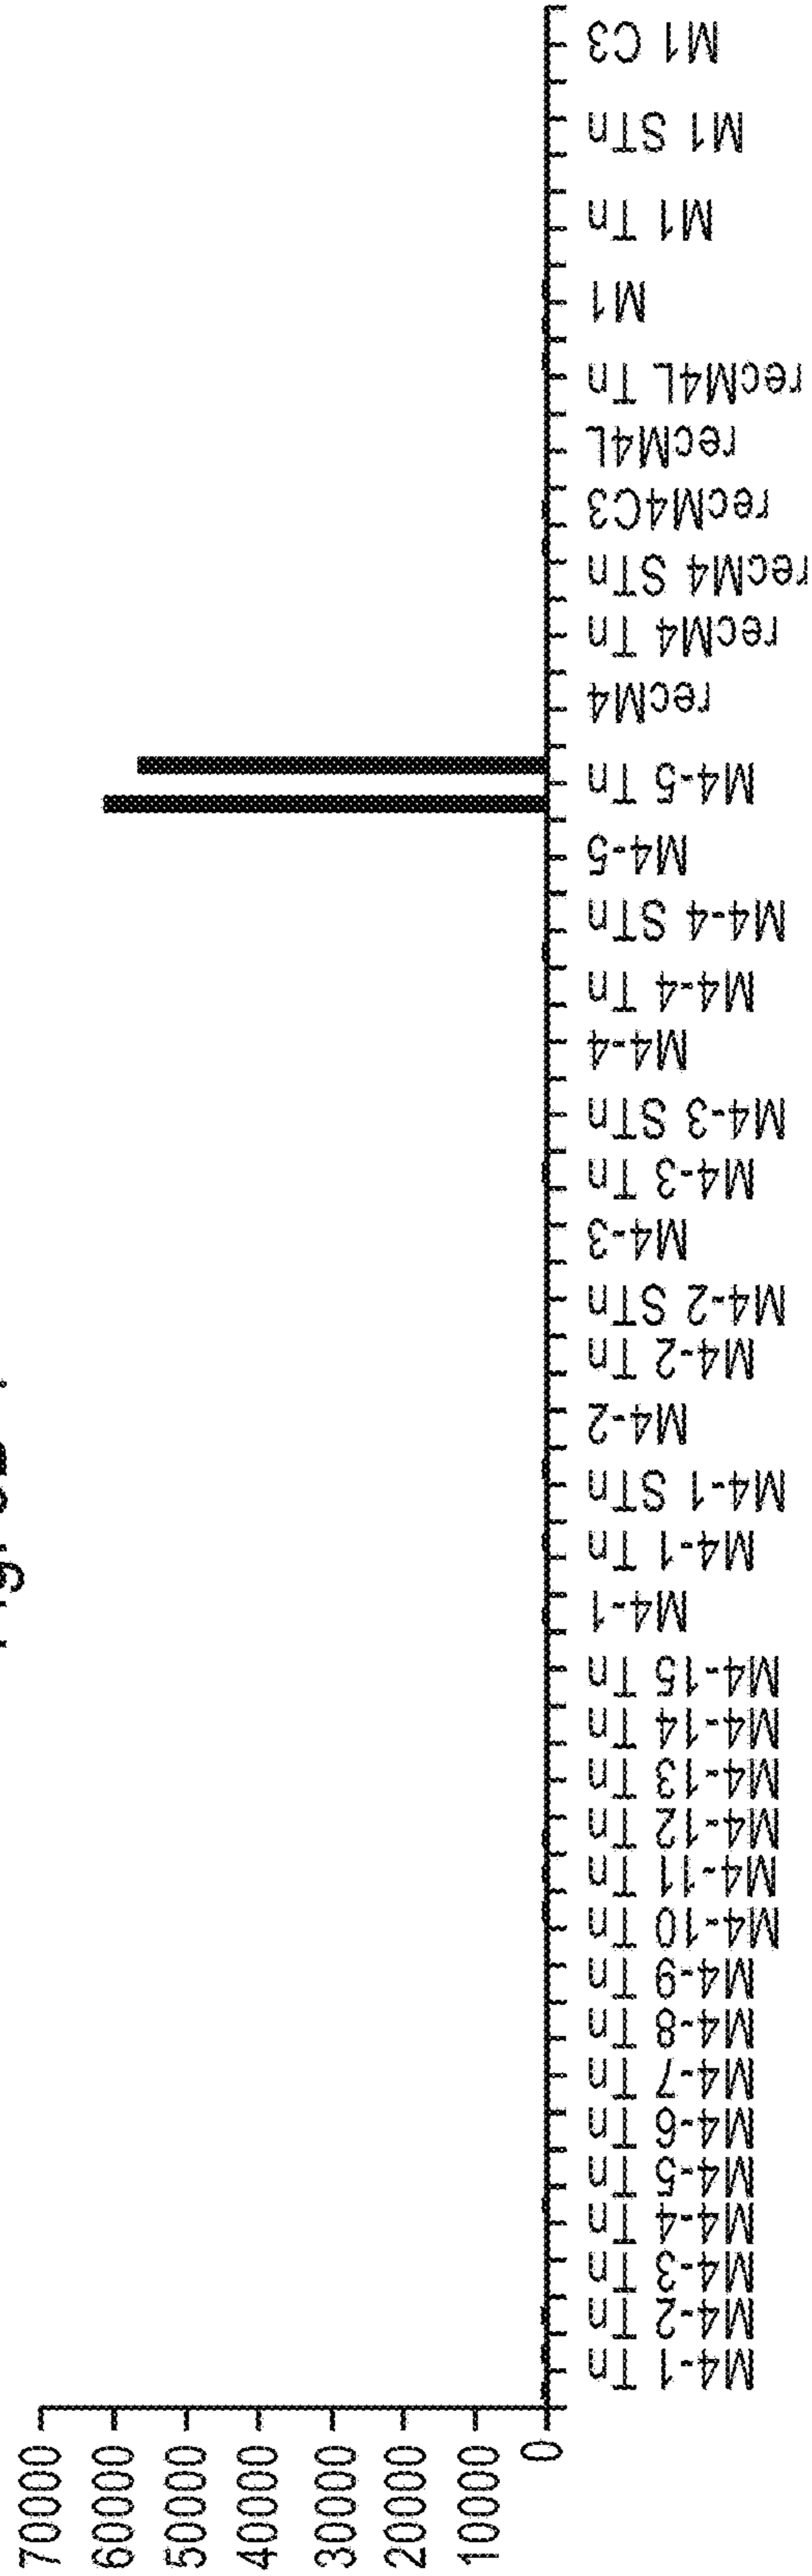 70000
60000
50000
40000
30000
20000
10000
0
M4-1 Tn
M4-2 Tn
M4-3 Tn
M4-4 Tn
M4-5 Tn
M4-6 Tn
M4-7 Tn
M4-8 Tn
M4-9 Tn
M4-10 Tn
M4-11 Tn
M4-12 Tn
M4-13 Tn
M4-14 Tn
M4-15 Tn
M4-1
M4-1 Tn
M4-1 STn
M4-2
M4-2 Tn
M4-2 STn
M4-3
M4-3 Tn
M4-3 STn
M4-4
M4-4 Tn
M4-4 STn
M4-5
M4-5 Tn
recM4
recM4 Tn
recM4 STn
recM4C3
recM4L
recM4L Tn
M1
M1 Tn
M1 STn
M1 C3